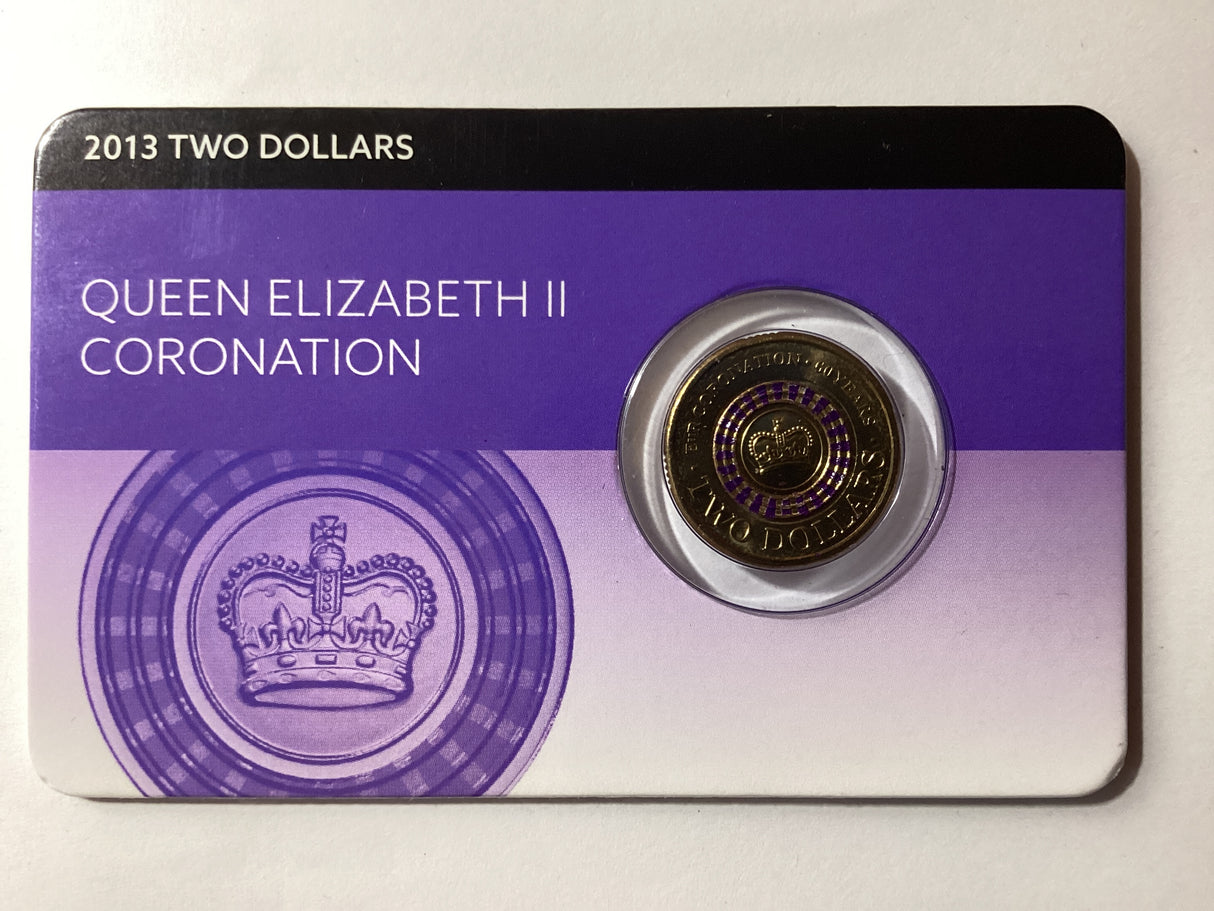 2013 TWO DOLLARS
QUEEN ELIZABETH II
CORONATION
CORONATION · 60 YEARS ·
TWO DOLLARS